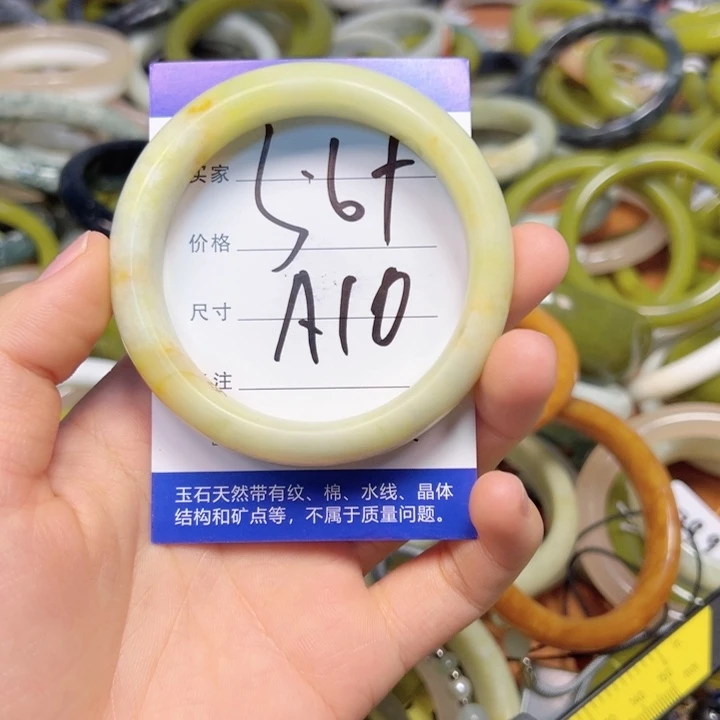 买家
5.6+
价格
尺寸
A10
注
玉石天然带有纹、棉、水线、晶体
结构和矿点等，不属于质量问题。